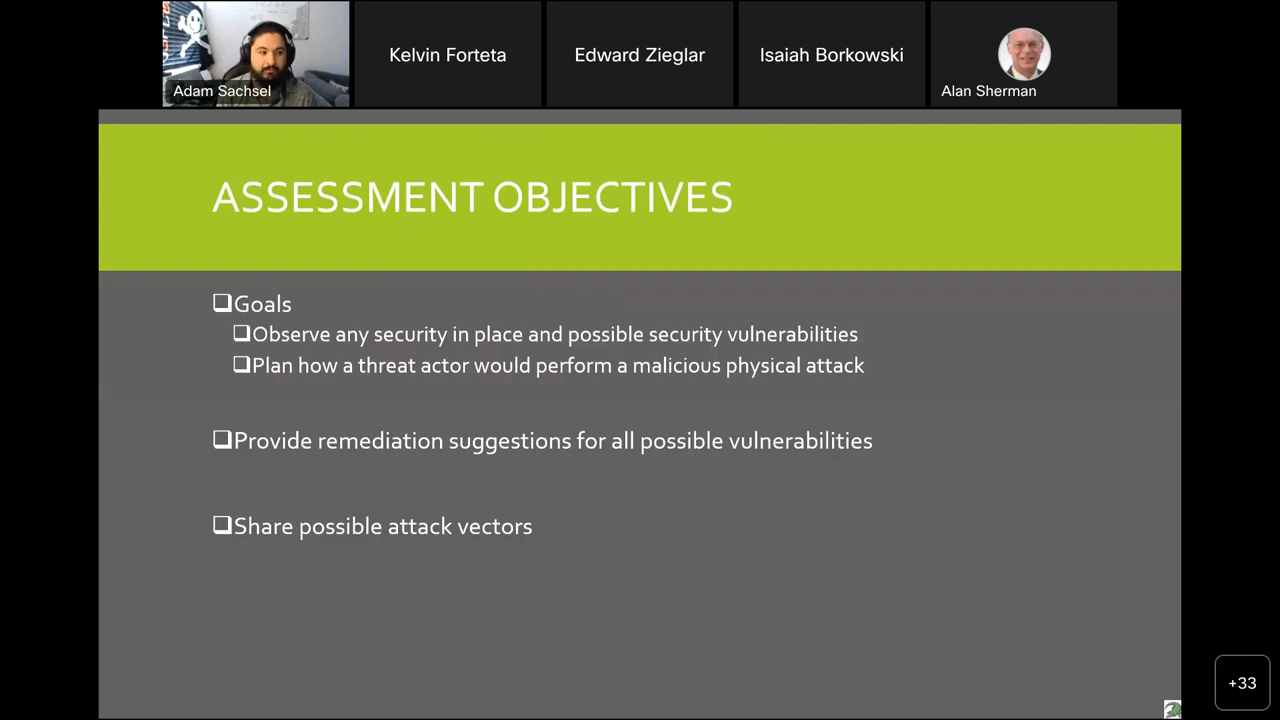 Adam Sachsel
Kelvin Forteta
Edward Zieglar
Isaiah Borkowski
Alan Sherman
ASSESSMENT OBJECTIVES
Goals
Observe any security in place and possible security vulnerabilities
Plan how a threat actor would perform a malicious physical attack
Provide remediation suggestions for all possible vulnerabilities
Share possible attack vectors
+33